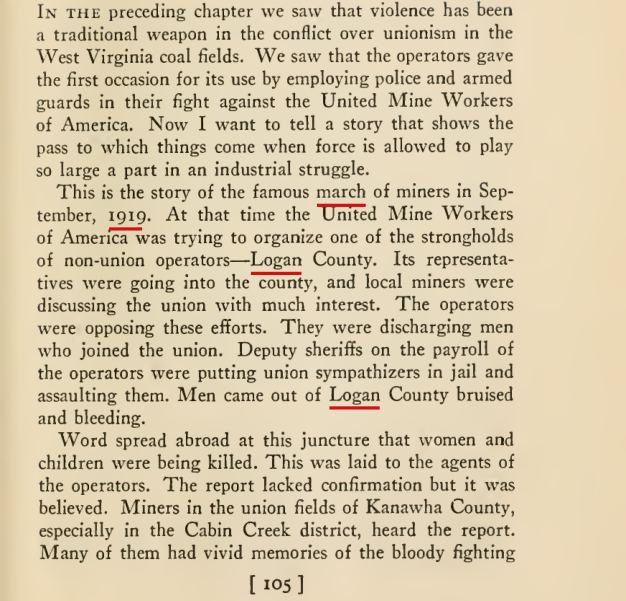 IN THE preceding chapter we saw that violence has been
a traditional weapon in the conflict over unionism in the
West Virginia coal fields. We saw that the operators gave
the first occasion for its use by employing police and armed
guards in their fight against the United Mine Workers
of America. Now I want to tell a story that shows the
pass to which things come when force is allowed to play
so large a part in an industrial struggle.
This is the story of the famous march of miners in Sep-
tember, 1919. At that time the United Mine Workers
of America was trying to organize one of the strongholds
of non-union operators—Logan County. Its representa-
tives were going into the county, and local miners were
discussing the union with much interest. The operators
were opposing these efforts. They were discharging men
who joined the union. Deputy sheriffs on the payroll of
the operators were putting union sympathizers in jail and
assaulting them. Men came out of Logan County bruised
and bleeding.
Word spread abroad at this juncture that women and
children were being killed. This was laid to the agents of
the operators. The report lacked confirmation but it was
believed. Miners in the union fields of Kanawha County,
especially in the Cabin Creek district, heard the report.
Many of them had vivid memories of the bloody fighting
[ 105 ]